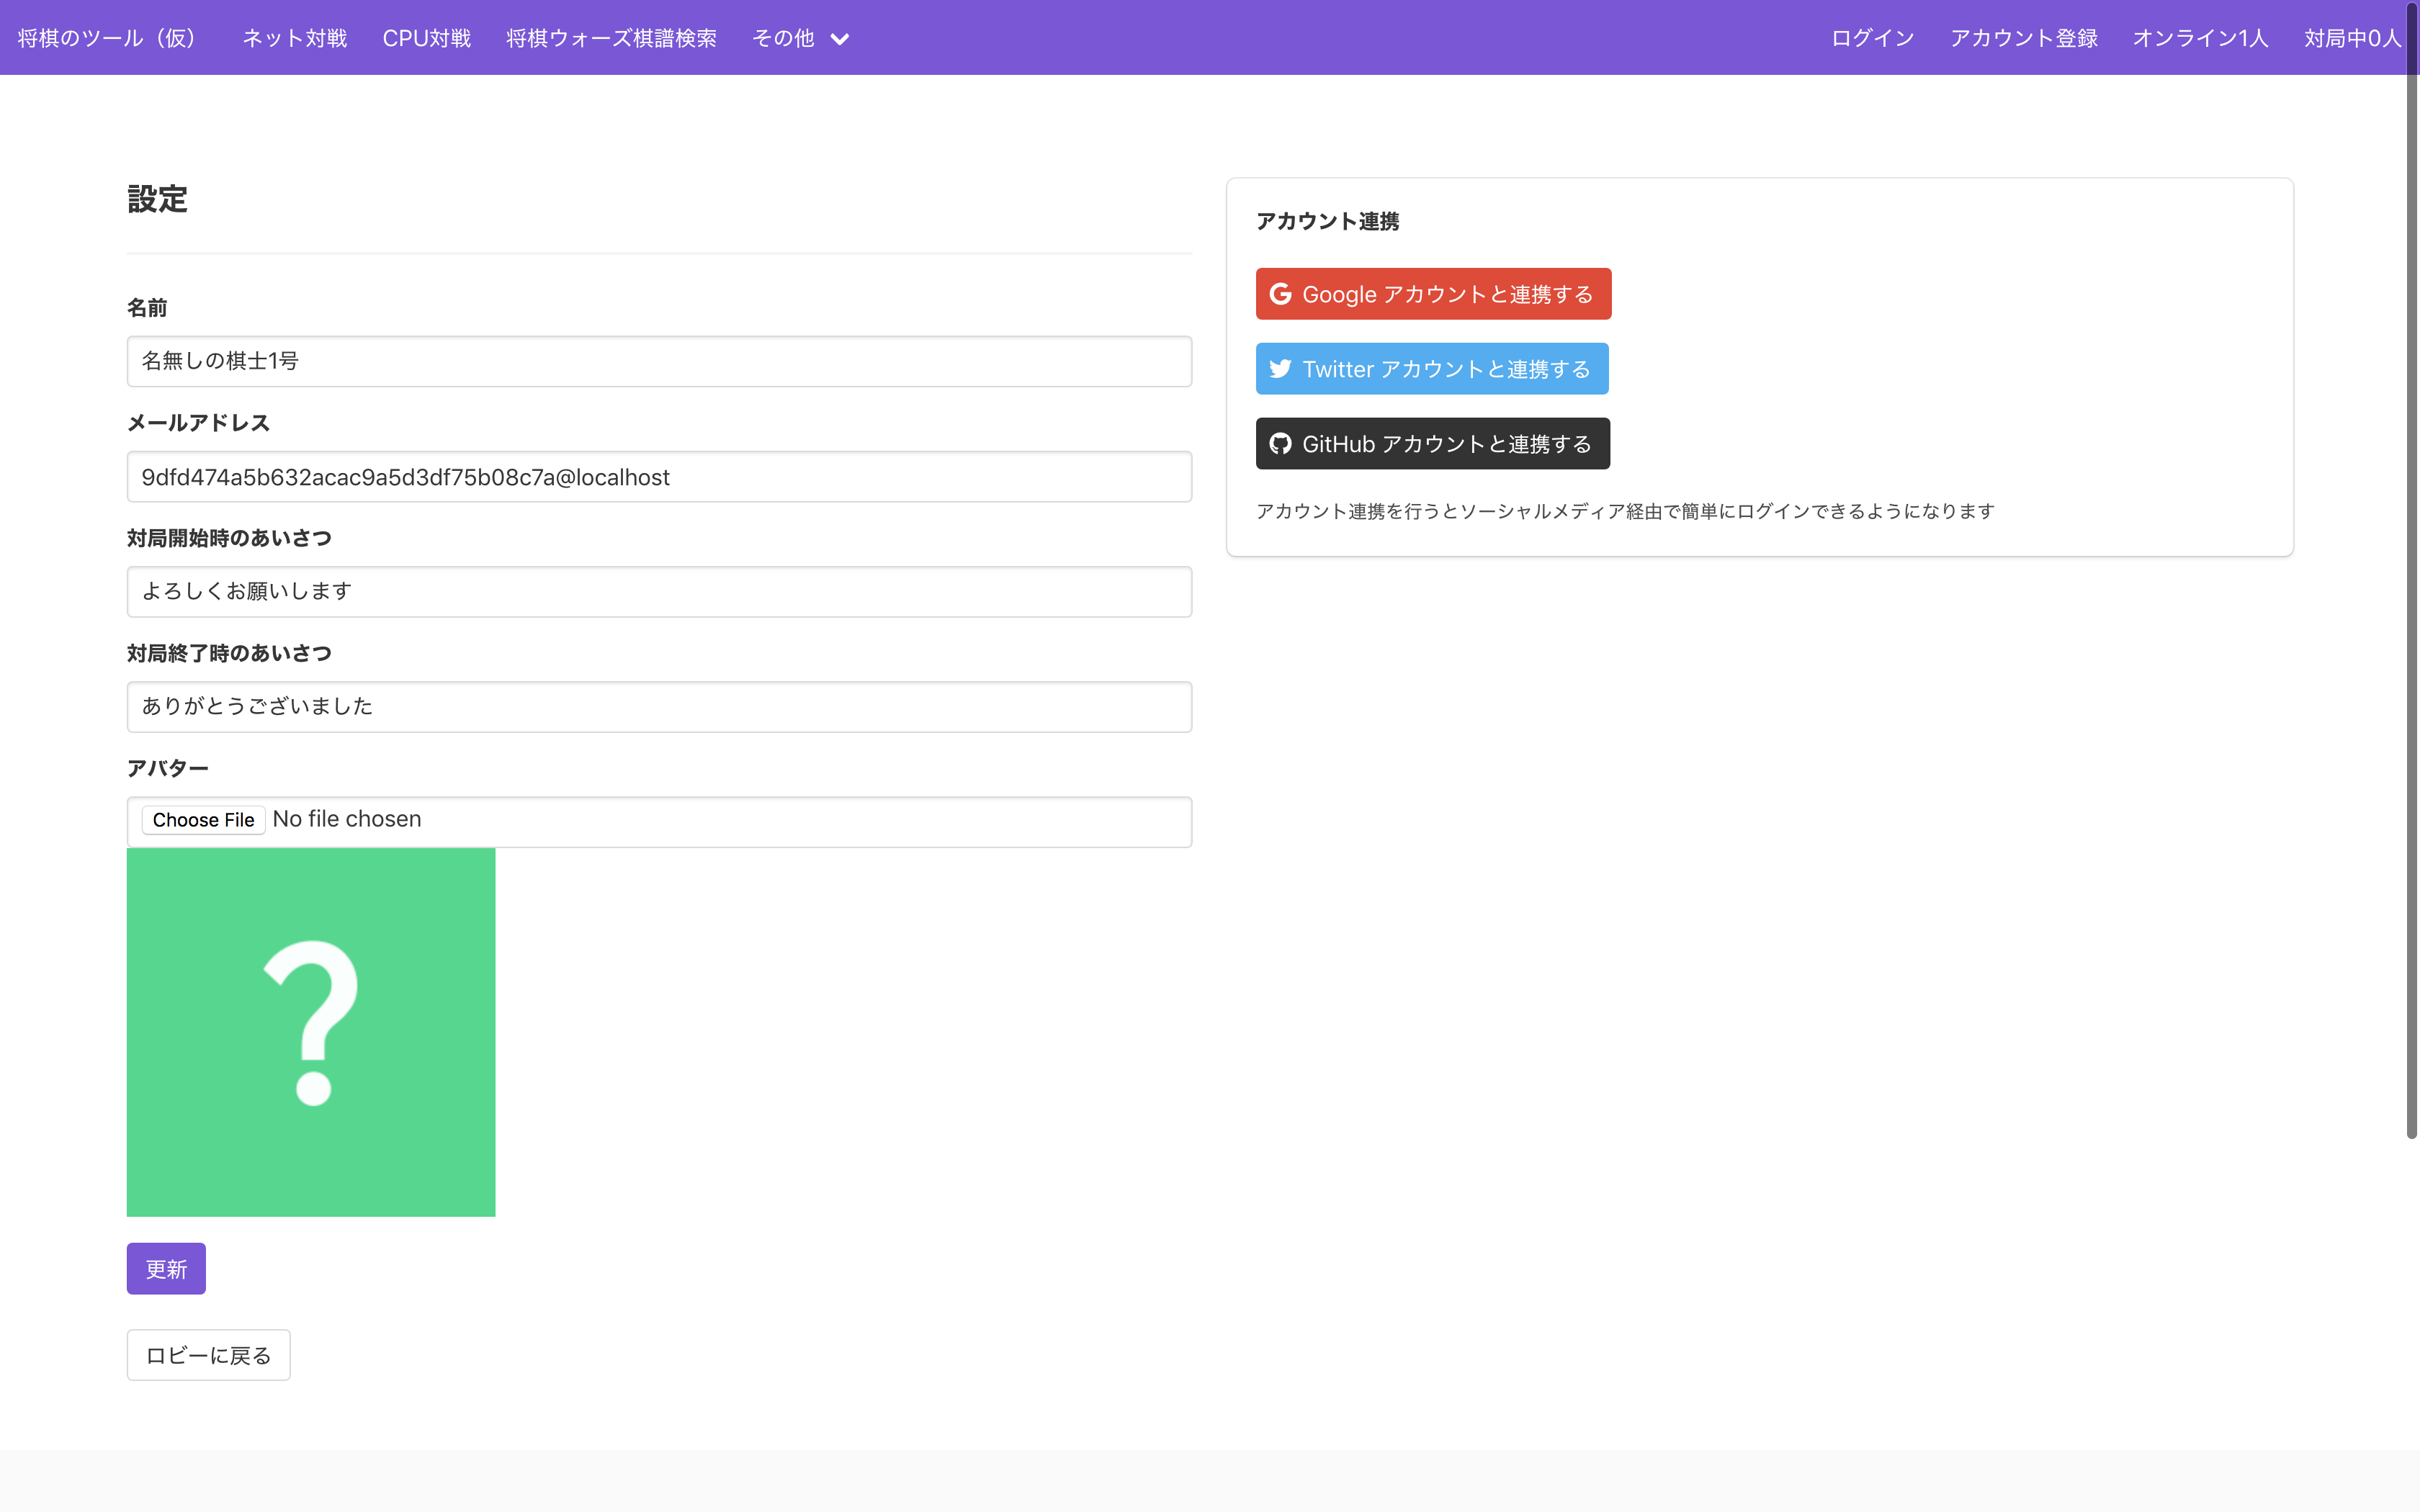 将棋のツール（仮） ネット対戦 CPU対戦 将棋ウォーズ棋譜検索 その他 ログイン アカウント登録 オンライン1人 対局中0人
設定
名前
名無しの棋士1号
メールアドレス
9dfd474a5b632acac9a5d3df75b08c7a@localhost
対局開始時のあいさつ
よろしくお願いします
対局終了時のあいさつ
ありがとうございました
アバター
Choose File No file chosen
?
更新
ロビーに戻る
アカウント連携
Google アカウントと連携する
Twitter アカウントと連携する
GitHub アカウントと連携する
アカウント連携を行うとソーシャルメディア経由で簡単にログインできるようになります